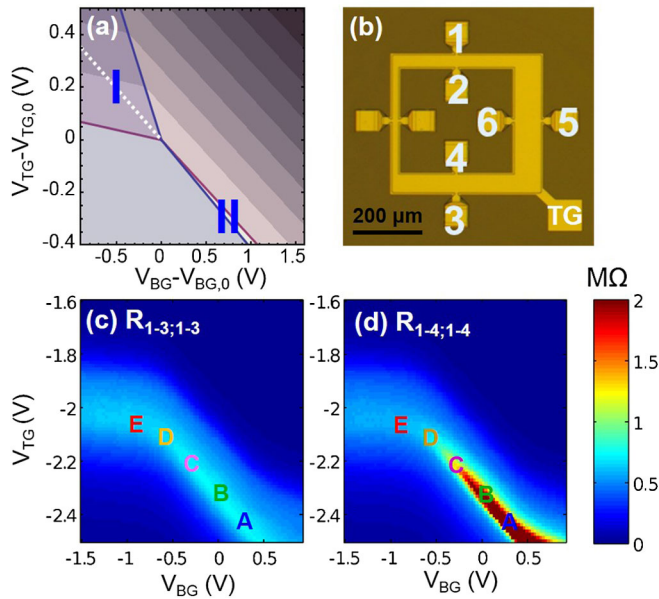 (a)
I
II
0.4
0.2
0
-0.2
-0.4
V_TG-V_TG,0 (V)
-0.5 0 0.5 1 1.5
V_BG-V_BG,0 (V)
(b)
1
2
6 5
4
3
TG
200 μm
(c) R_1-3;1-3
E
D
C
B
A
-1.6
-1.8
-2
-2.2
-2.4
V_TG (V)
-1.5 -1 -0.5 0 0.5
V_BG (V)
(d) R_1-4;1-4
E
D
C
B
A
-1.6
-1.8
-2
-2.2
-2.4
-1.5 -1 -0.5 0 0.5
V_BG (V)
MΩ
2
1.5
1
0.5
0